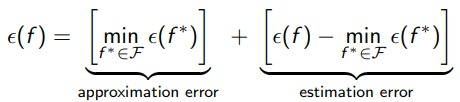 ϵ(f) = [min_{f*∈ℱ} ϵ(f*)] + [ϵ(f) − min_{f*∈ℱ} ϵ(f*)]
approximation error estimation error